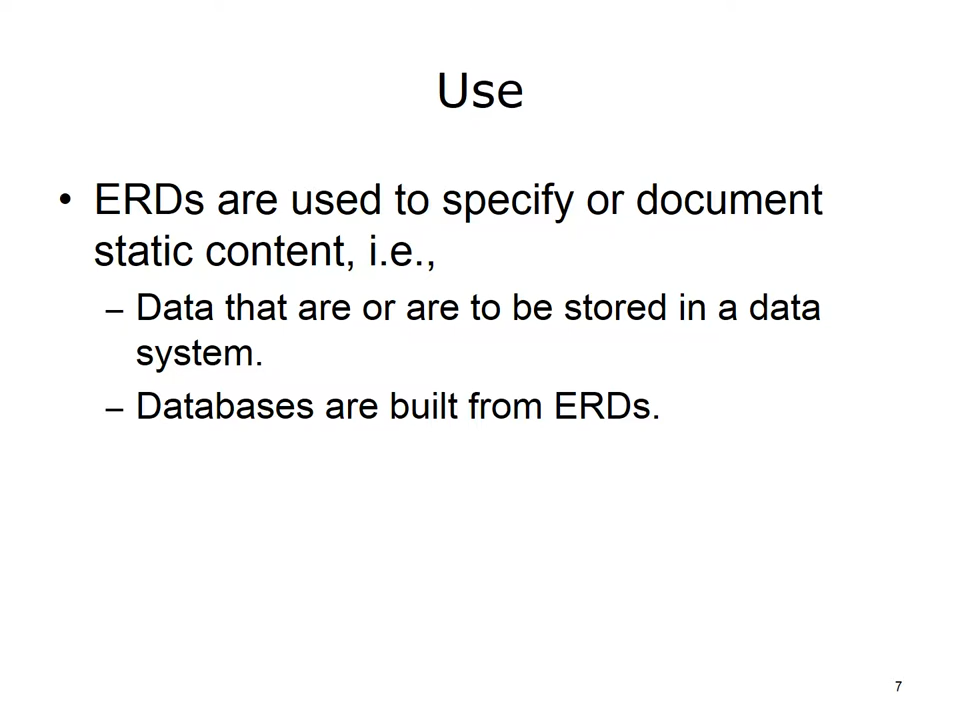 Use
• ERDs are used to specify or document
static content, i.e.,
– Data that are or are to be stored in a data
system.
– Databases are built from ERDs.
7